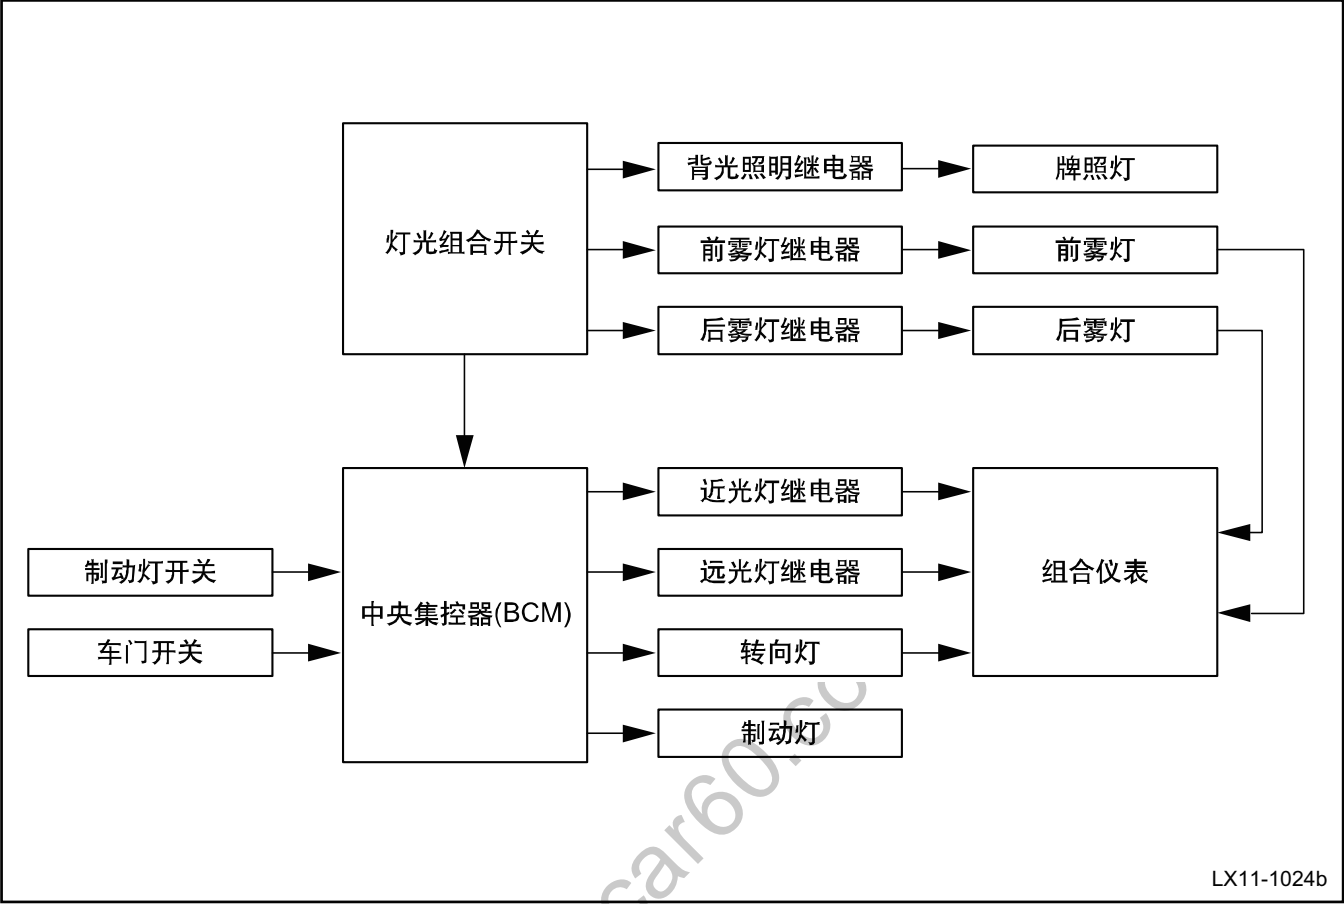 背光照明继电器
牌照灯
灯光组合开关
前雾灯继电器
前雾灯
后雾灯继电器
后雾灯
近光灯继电器
制动灯开关
远光灯继电器
组合仪表
中央集控器(BCM)
车门开关
转向灯
制动灯
car60.cc
LX11-1024b